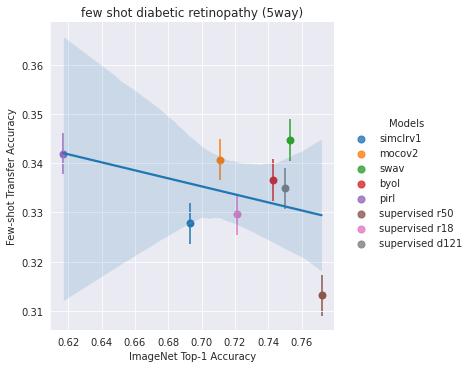 few shot diabetic retinopathy (5way)
0.36
0.35
0.34
0.33
0.32
0.31
Few-shot Transfer Accuracy
0.62 0.64 0.66 0.68 0.70 0.72 0.74 0.76
ImageNet Top-1 Accuracy
Models
simclrv1
mocov2
swav
byol
pirl
supervised r50
supervised r18
supervised d121